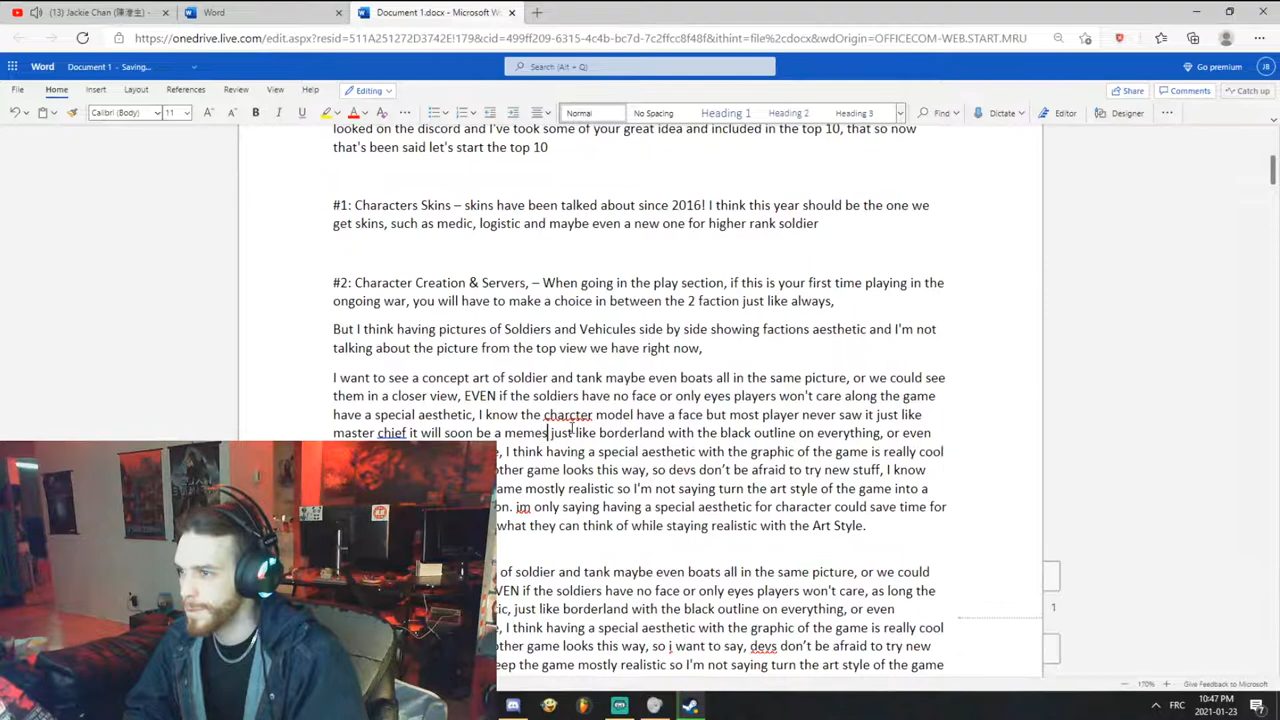 (13) Jackie Chan (陳港生) -
Word
Document 1.docx - Microsoft Wo
https://onedrive.live.com/edit.aspx?resid=511A251272D3742E!179&cid=499ff209-6315-4c4b-bc7d-7c2ffcc8f48f&ithint=file%2cdocx&wdOrigin=OFFICECOM-WEB.START.MRU
Word
Document 1 - Saving...
Search (Alt + Q)
Go premium
JB
File
Home
Insert
Layout
References
Review
View
Help
Editing
Share
Comments
Catch up
Calibri (Body)
11
Normal
No Spacing
Heading 1
Heading 2
Heading 3
Find
Dictate
Editor
Designer
looked on the discord and I've took some of your great idea and included in the top 10, that so now
that's been said let's start the top 10
#1: Characters Skins – skins have been talked about since 2016! I think this year should be the one we
get skins, such as medic, logistic and maybe even a new one for higher rank soldier
#2: Character Creation & Servers, – When going in the play section, if this is your first time playing in the
ongoing war, you will have to make a choice in between the 2 faction just like always,
But I think having pictures of Soldiers and Vehicules side by side showing factions aesthetic and I'm not
talking about the picture from the top view we have right now,
I want to see a concept art of soldier and tank maybe even boats all in the same picture, or we could see
them in a closer view, EVEN if the soldiers have no face or only eyes players won't care along the game
have a special aesthetic, I know the charcter model have a face but most player never saw it just like
master chief it will soon be a memes just like borderland with the black outline on everything, or even
, I think having a special aesthetic with the graphic of the game is really cool
other game looks this way, so devs don't be afraid to try new stuff, I know
ame mostly realistic so I'm not saying turn the art style of the game into a
on. im only saying having a special aesthetic for character could save time for
what they can think of while staying realistic with the Art Style.
of soldier and tank maybe even boats all in the same picture, or we could
VEN if the soldiers have no face or only eyes players won't care, as long the
ic, just like borderland with the black outline on everything, or even
, I think having a special aesthetic with the graphic of the game is really cool
other game looks this way, so i want to say, devs don't be afraid to try new
eep the game mostly realistic so I'm not saying turn the art style of the game
1
170%
Give Feedback to Microsoft
FRC
10:47 PM
2021-01-23